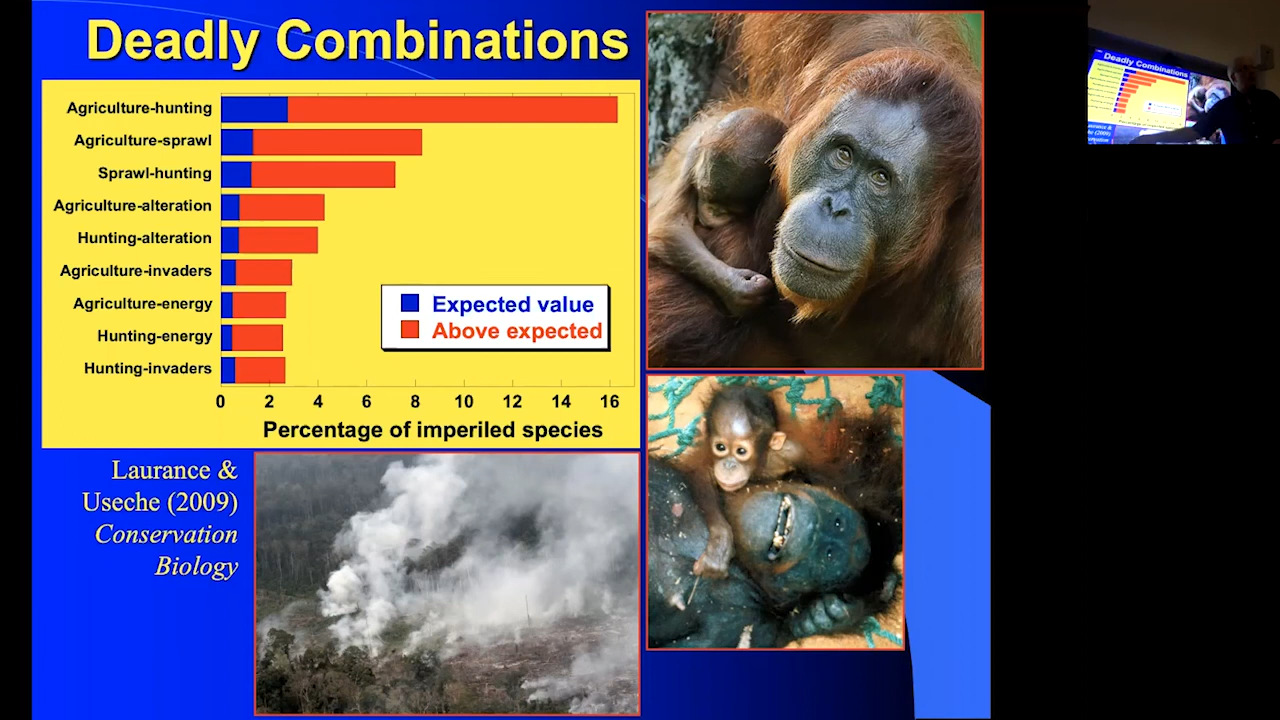 Deadly Combinations
Agriculture-hunting
Agriculture-sprawl
Sprawl-hunting
Agriculture-alteration
Hunting-alteration
Agriculture-invaders
Agriculture-energy
Hunting-energy
Hunting-invaders
Expected value
Above expected
0 2 4 6 8 10 12 14 16
Percentage of imperiled species
Laurance &
Useche (2009)
Conservation
Biology
Deadly Combinations